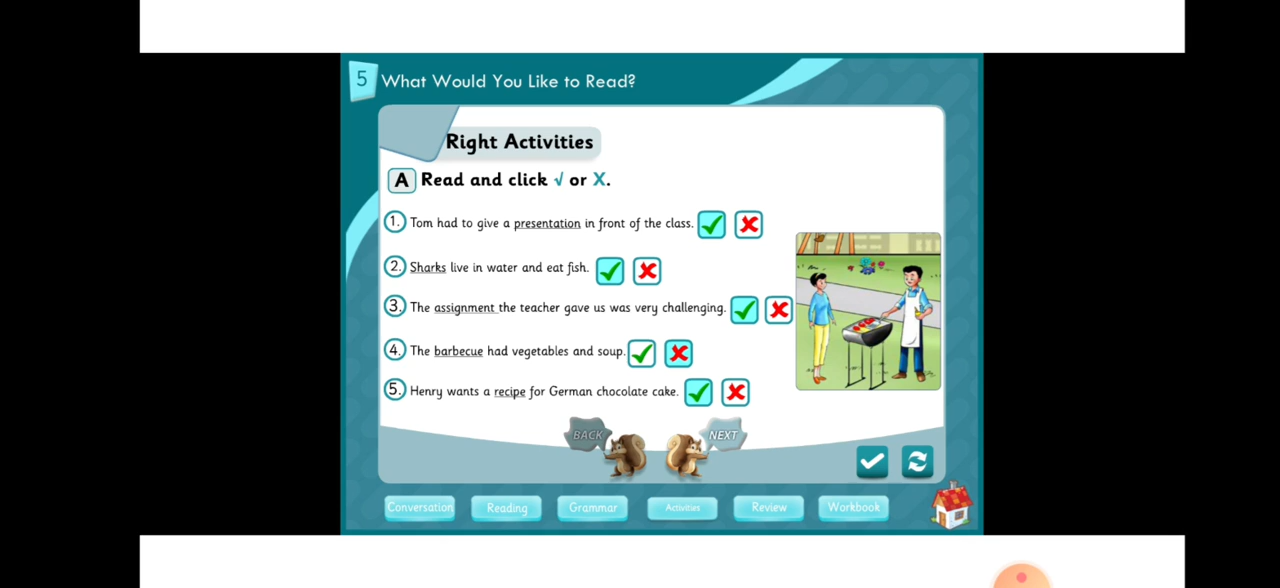 5 What Would You Like to Read?
Right Activities
A Read and click √ or X.
1. Tom had to give a presentation in front of the class.
2. Sharks live in water and eat fish.
3. The assignment the teacher gave us was very challenging.
4. The barbecue had vegetables and soup.
5. Henry wants a recipe for German chocolate cake.
BACK NEXT
Conversation Reading Grammar Activities Review Workbook